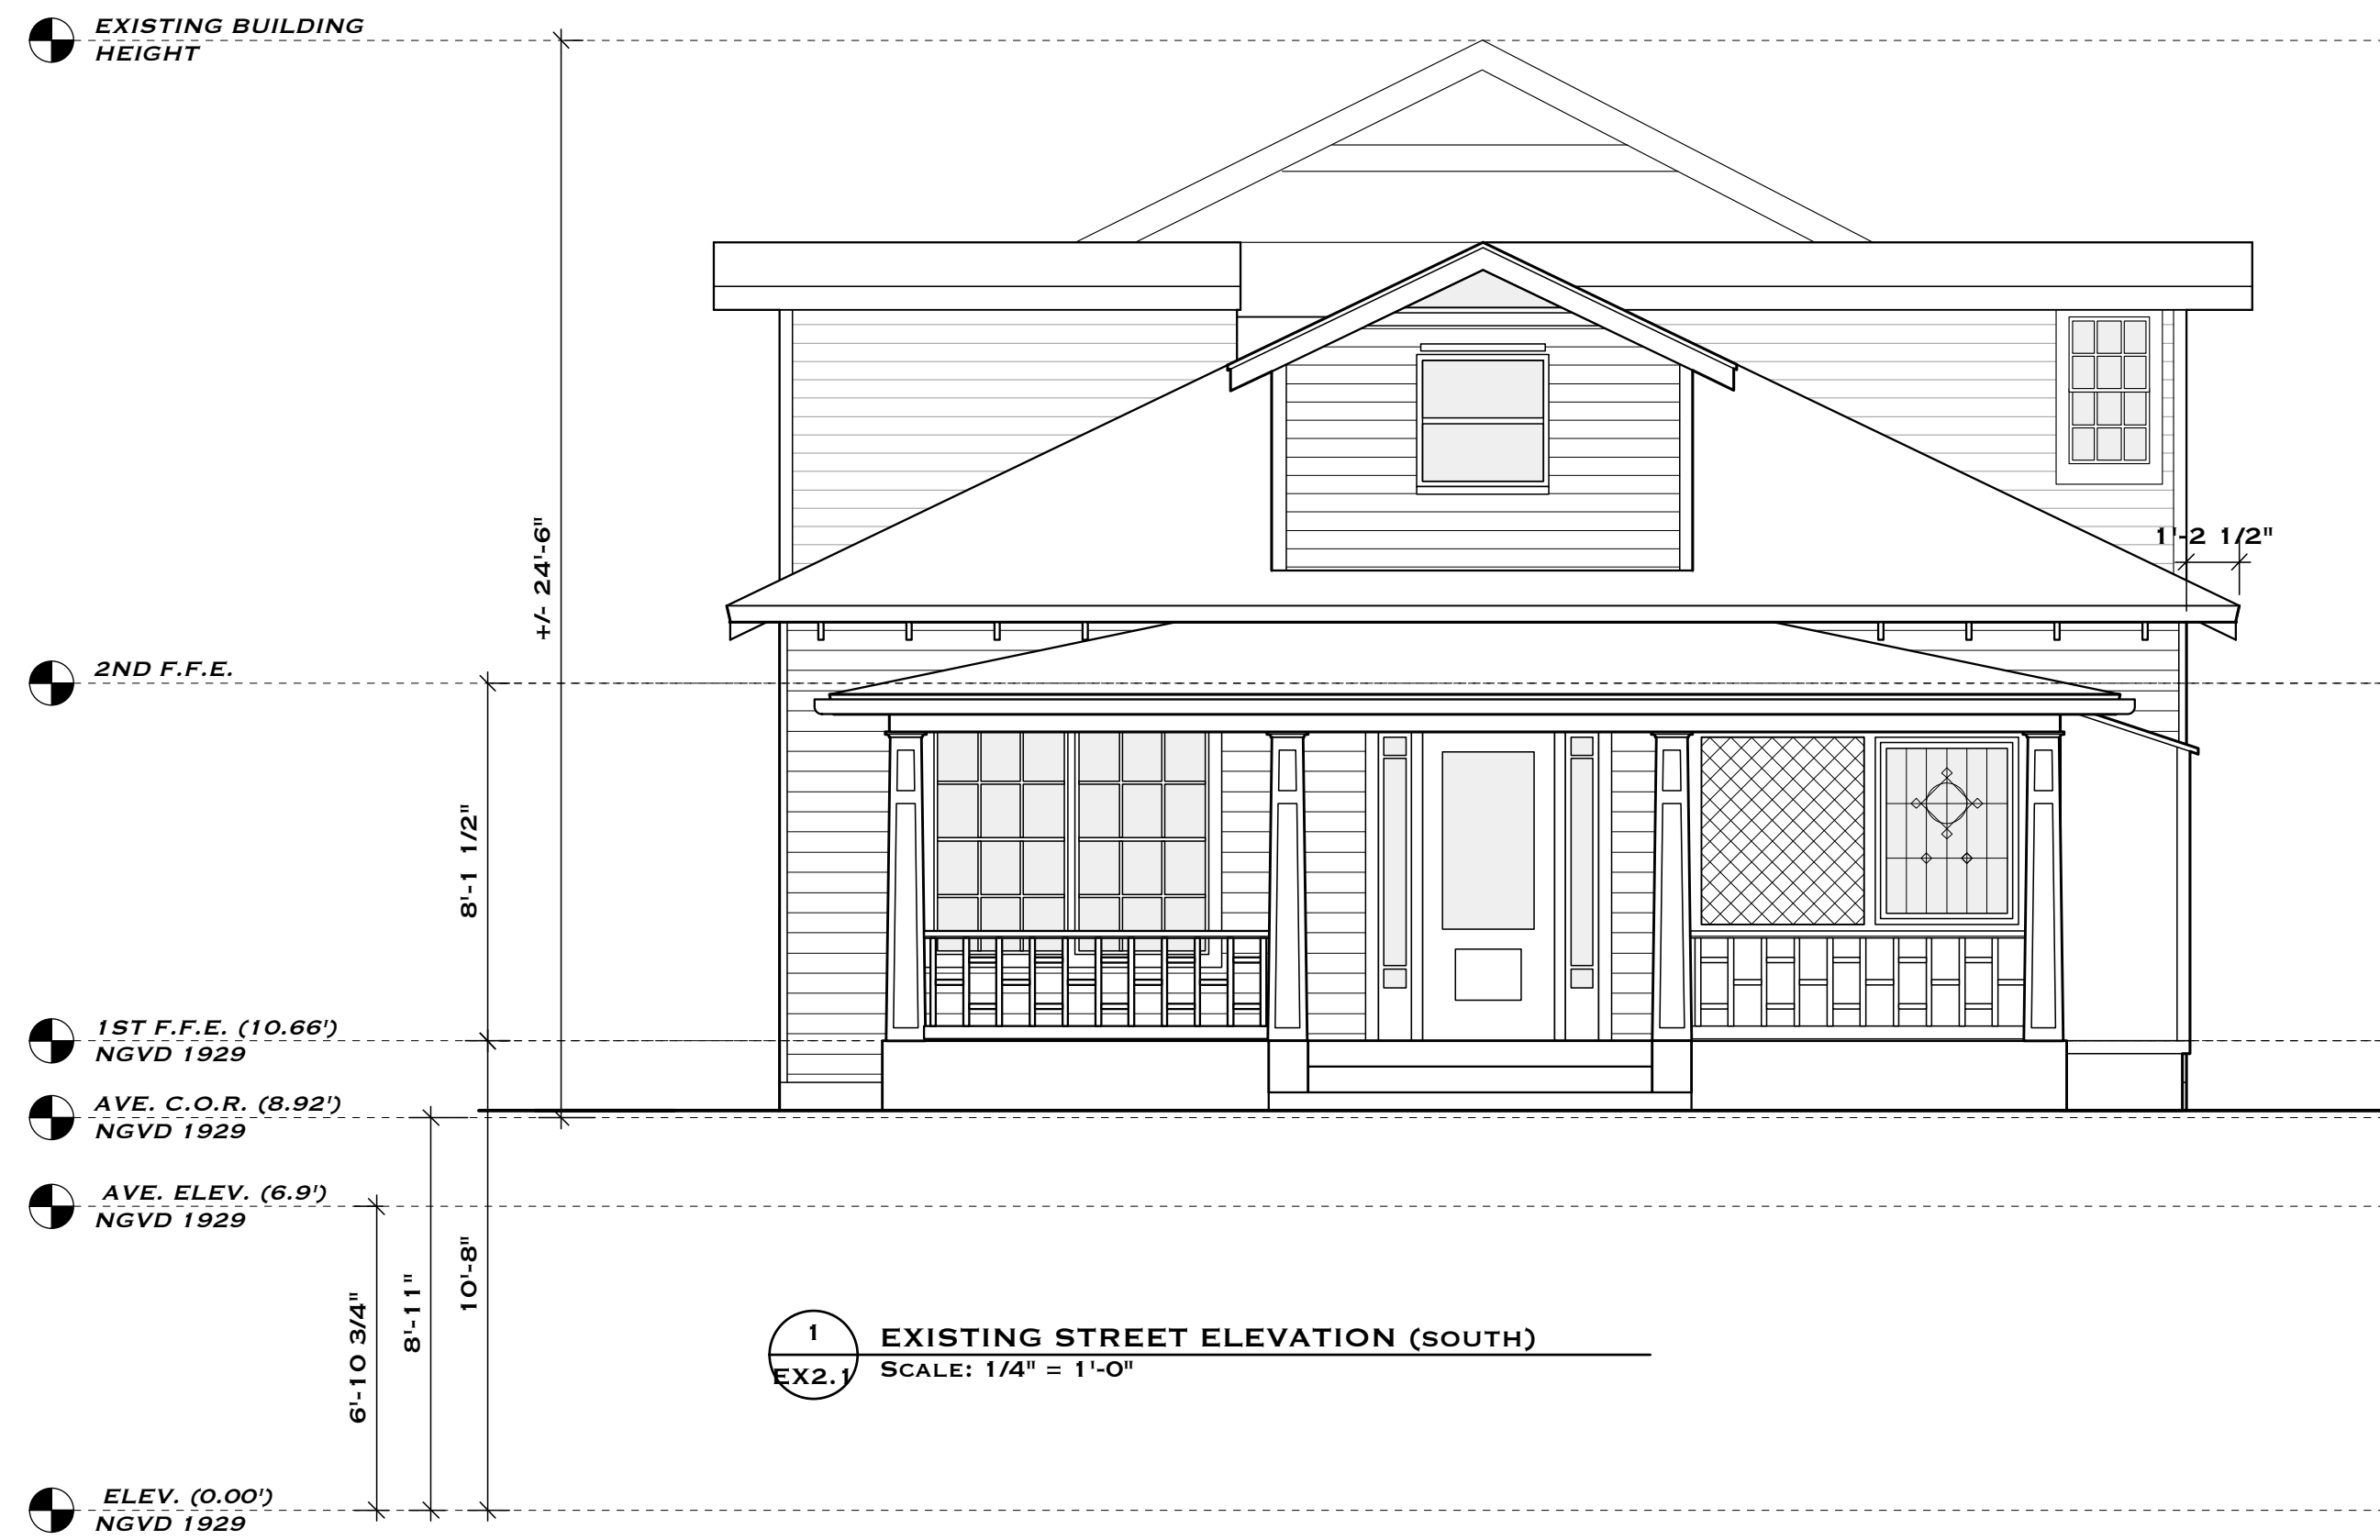 EXISTING BUILDING
HEIGHT
+/- 24'-6"
1'-2 1/2"
2ND F.F.E.
8'-1 1/2"
1ST F.F.E. (10.66')
NGVD 1929
AVE. C.O.R. (8.92')
NGVD 1929
AVE. ELEV. (6.9')
NGVD 1929
6'-10 3/4"
8'-11"
10'-8"
1
EX2.1
EXISTING STREET ELEVATION (SOUTH)
SCALE: 1/4" = 1'-0"
ELEV. (0.00')
NGVD 1929